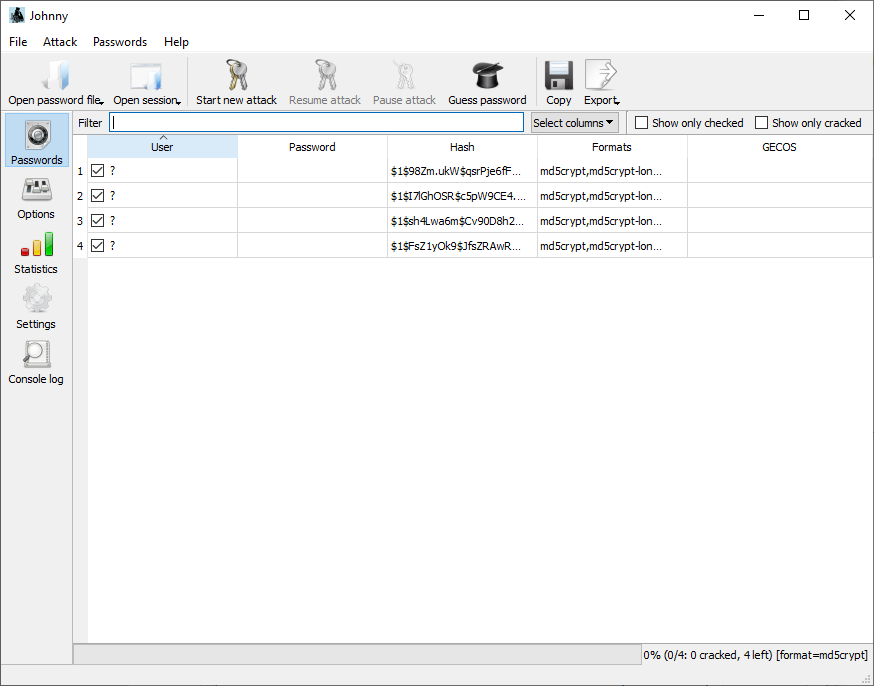 Johnny
File Attack Passwords Help
Open password file Open session Start new attack Resume attack Pause attack Guess password Copy Export
Filter Select columns Show only checked Show only cracked
Passwords
Options
Statistics
Settings
Console log
User Password Hash Formats GECOS
1 ? $1$98Zm.ukW$qsrPje6fF... md5crypt,md5crypt-lon...
2 ? $1$I7lGhOSR$c5pW9CE4.... md5crypt,md5crypt-lon...
3 ? $1$sh4Lwa6m$Cv90D8h2... md5crypt,md5crypt-lon...
4 ? $1$FsZ1yOk9$JfsZRAwR... md5crypt,md5crypt-lon...
0% (0/4: 0 cracked, 4 left) [format=md5crypt]